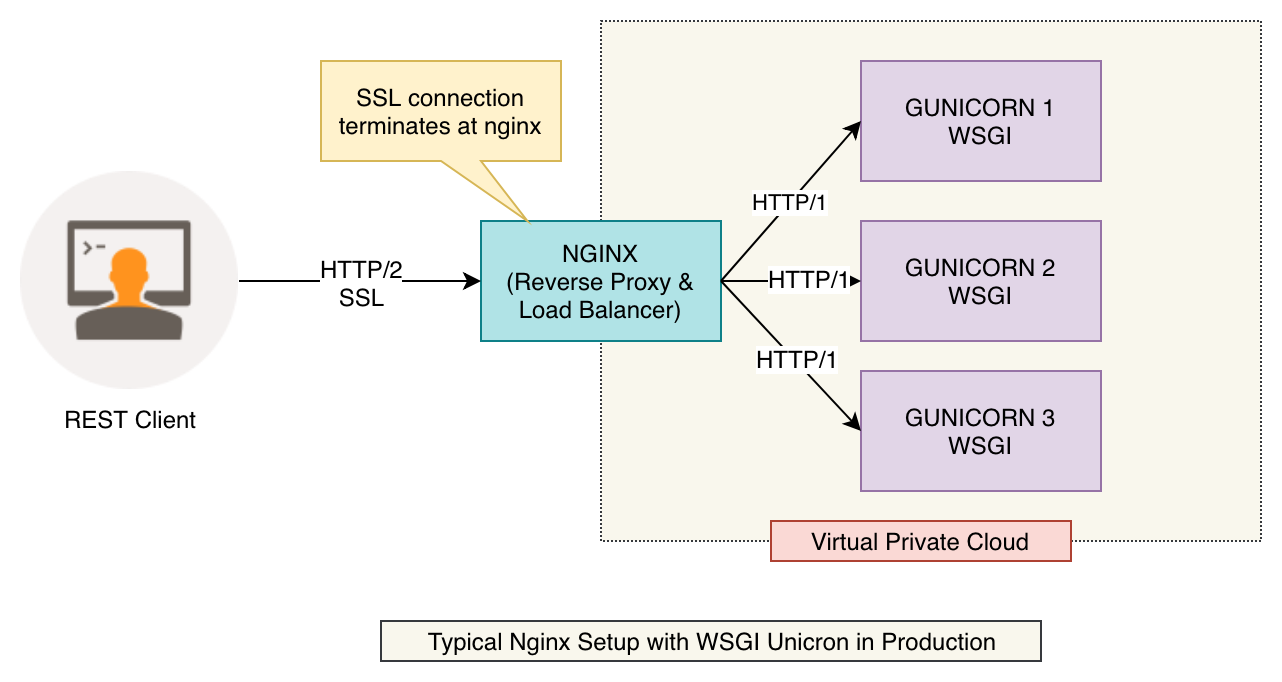 SSL connection
terminates at nginx
>-
REST Client
HTTP/2
SSL
NGINX
(Reverse Proxy &
Load Balancer)
HTTP/1
HTTP/1
HTTP/1
GUNICORN 1
WSGI
GUNICORN 2
WSGI
GUNICORN 3
WSGI
Virtual Private Cloud
Typical Nginx Setup with WSGI Unicron in Production